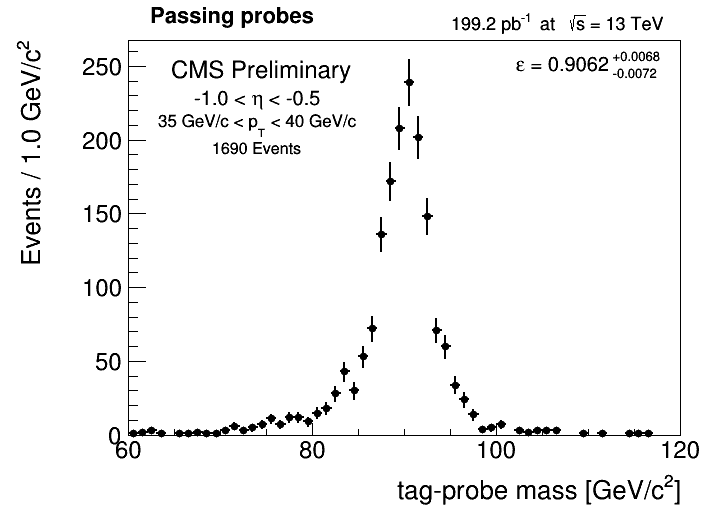 Passing probes
199.2 pb⁻¹ at √s = 13 TeV
CMS Preliminary
-1.0 < η < -0.5
35 GeV/c < p_T < 40 GeV/c
1690 Events
ε = 0.9062 +0.0068 -0.0072
Events / 1.0 GeV/c²
250
200
150
100
50
0
60 80 100 120
tag-probe mass [GeV/c²]